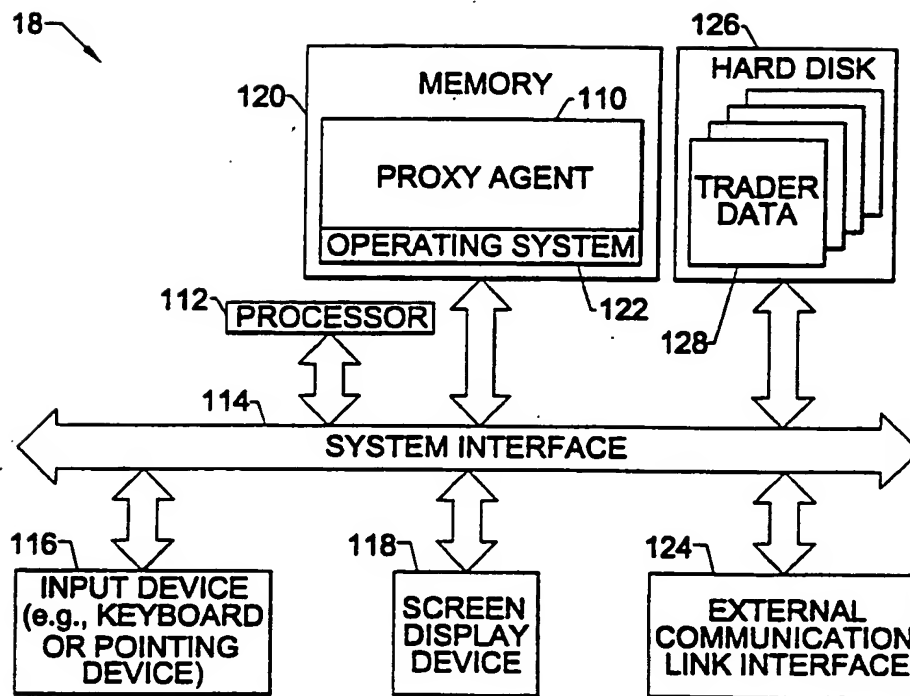 18
126
MEMORY
HARD DISK
120
110
PROXY AGENT
TRADER
DATA
OPERATING SYSTEM
112
PROCESSOR
122
128
114
SYSTEM INTERFACE
116
118
124
INPUT DEVICE
(e.g., KEYBOARD
OR POINTING
DEVICE)
SCREEN
DISPLAY
DEVICE
EXTERNAL
COMMUNICATION
LINK INTERFACE